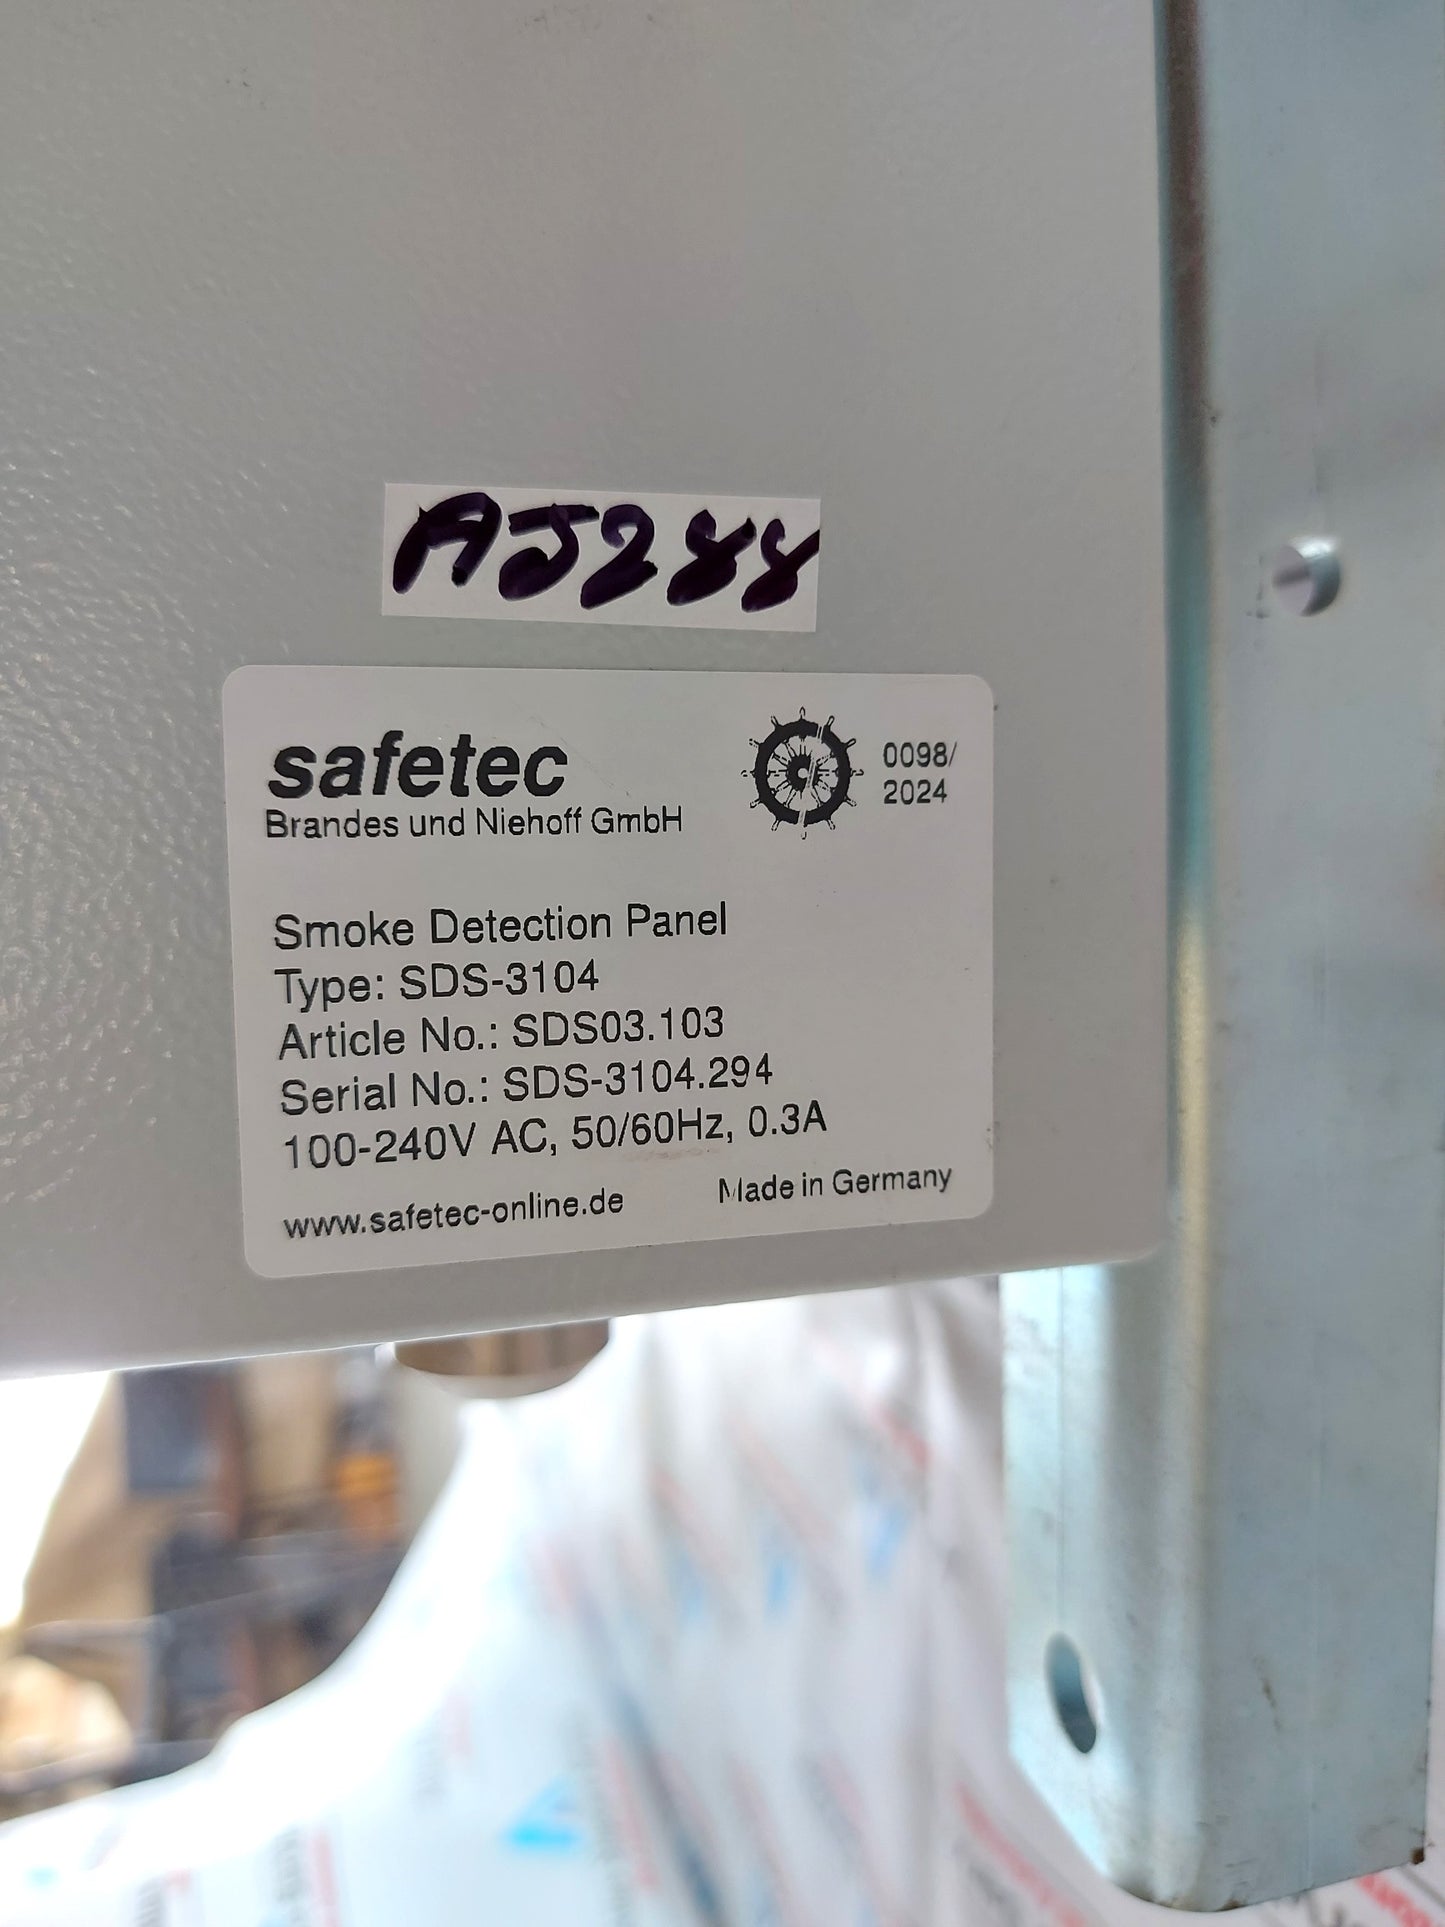 AJ288
safetec
Brandes und Niehoff GmbH
0098/
2024
Smoke Detection Panel
Type: SDS-3104
Article No.: SDS03.103
Serial No.: SDS-3104.294
100-240V AC, 50/60Hz, 0.3A
www.safetec-online.de
Made in Germany